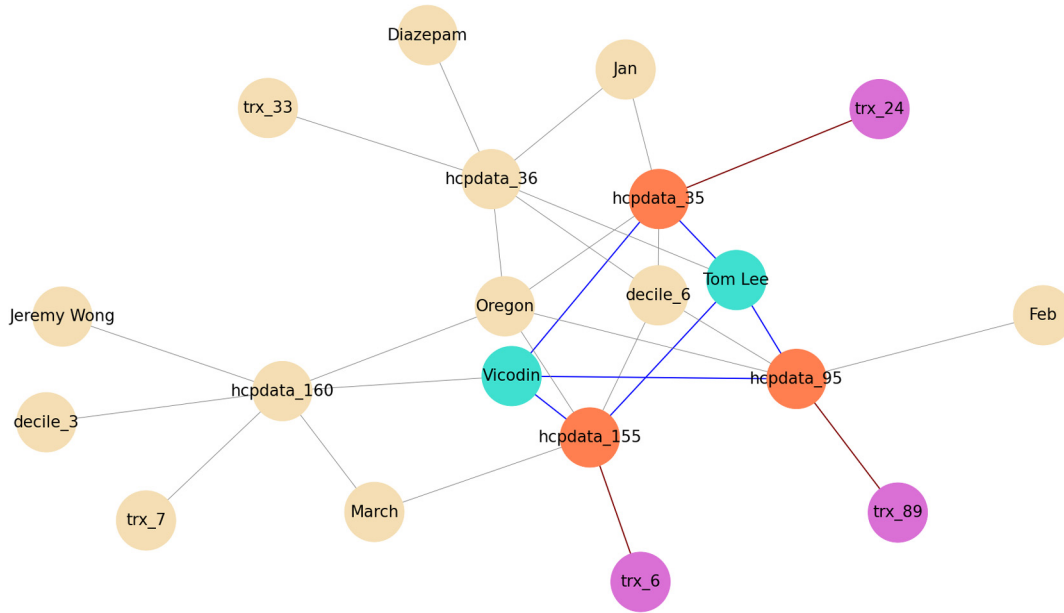 Diazepam
Jan
trx_33
trx_24
hcpdata_36
hcpdata_35
Tom Lee
decile_6
Oregon
Jeremy Wong
Feb
Vicodin
hcpdata_95
hcpdata_160
decile_3
hcpdata_155
March
trx_89
trx_7
trx_6